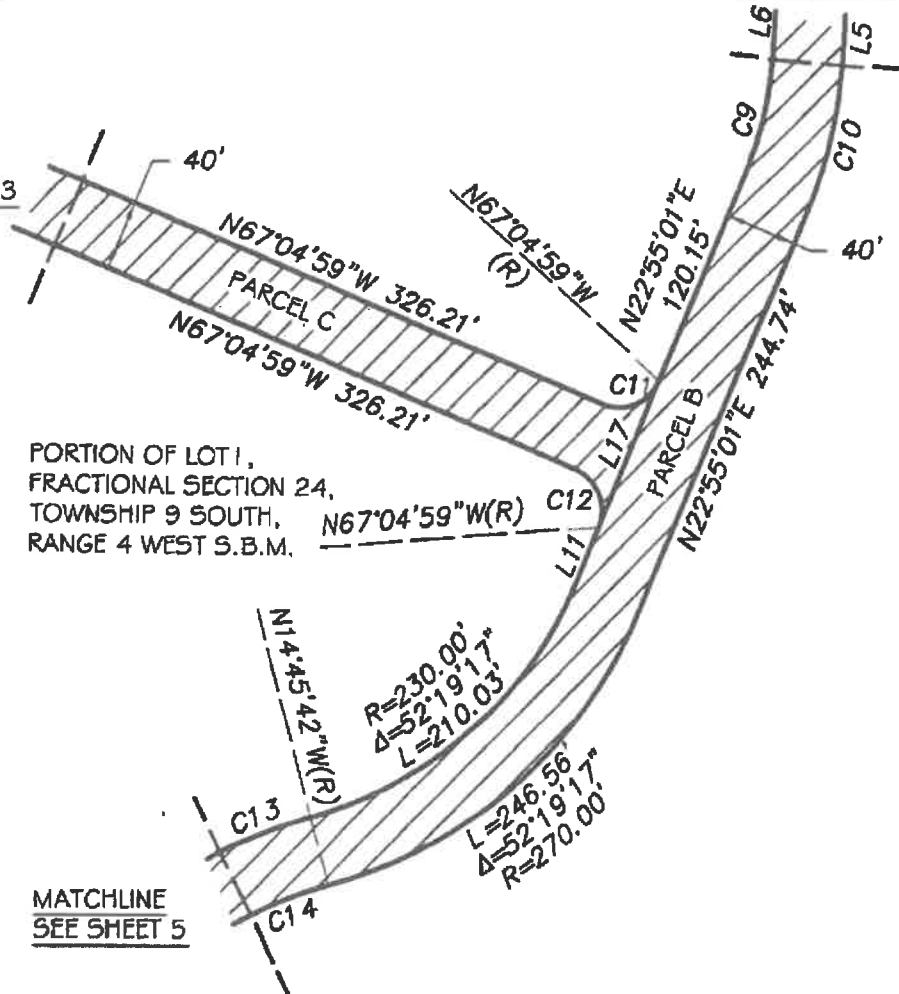 L6
L5
C9
C10
40'
3
N67°04'59"W 326.21'
PARCEL C
N67°04'59"W 326.21'
N67°04'59"W
(R)
N22°55'01"E
120.15'
40'
C11
L17
PARCEL B
N22°55'01"E 244.74'
PORTION OF LOT 1,
FRACTIONAL SECTION 24,
TOWNSHIP 9 SOUTH,
RANGE 4 WEST S.B.M.
N67°04'59"W(R)
C12
L11
N14°45'42"W(R)
R=230.00'
Δ=52°19'17"
L=210.03'
L=246.56'
Δ=52°19'17"
R=270.00'
C13
C14
MATCHLINE
SEE SHEET 5